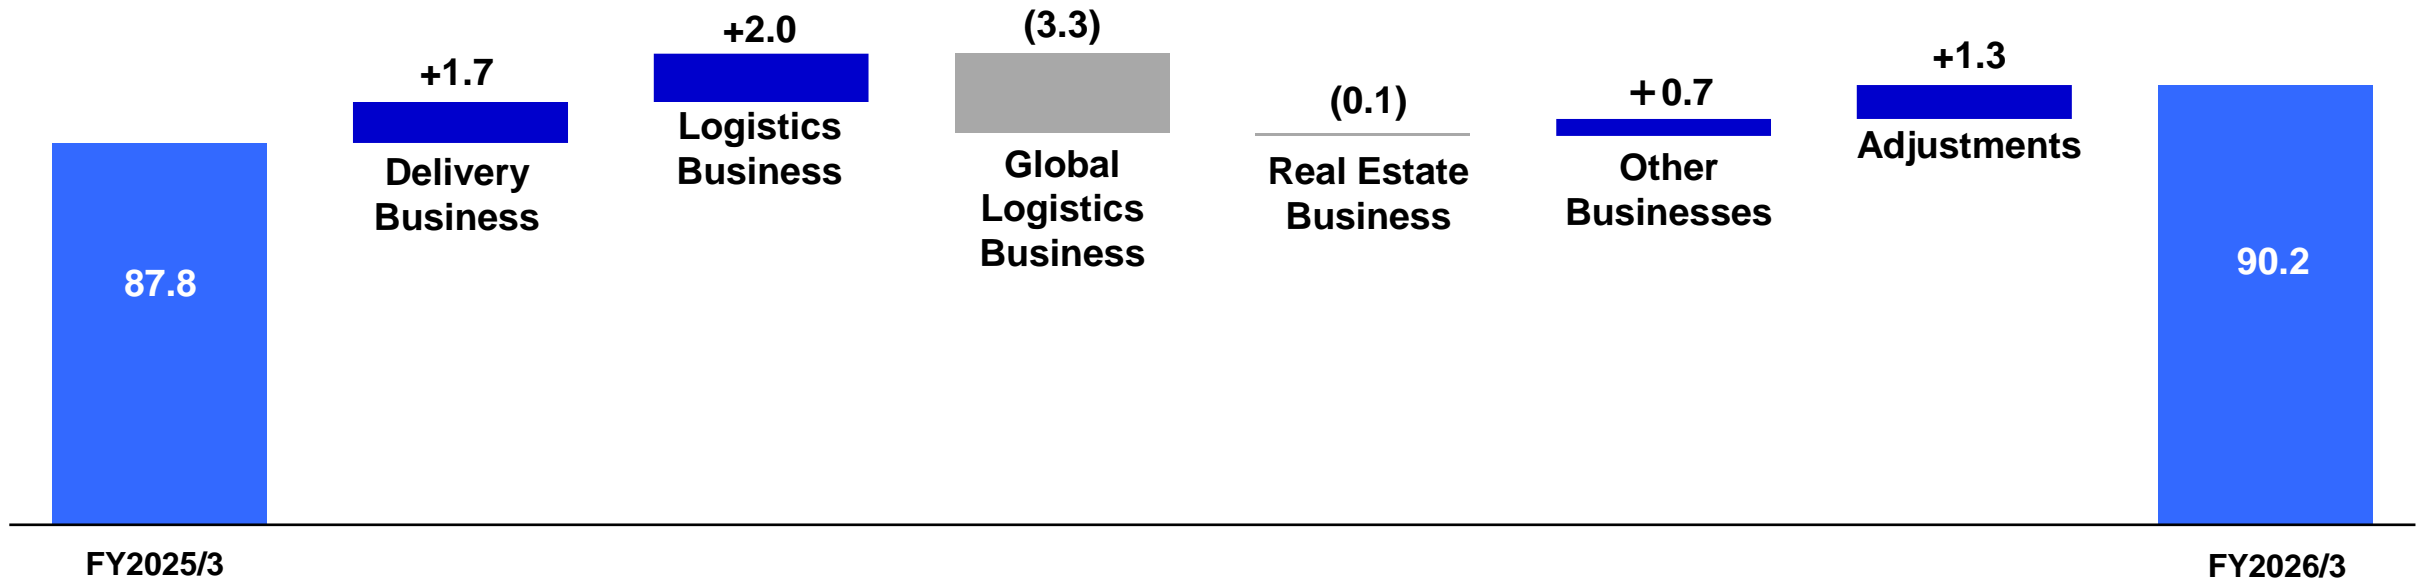 +1.7
Delivery
Business
+2.0
Logistics
Business
(3.3)
Global
Logistics
Business
(0.1)
Real Estate
Business
＋0.7
Other
Businesses
+1.3
Adjustments
87.8
90.2
FY2025/3
FY2026/3